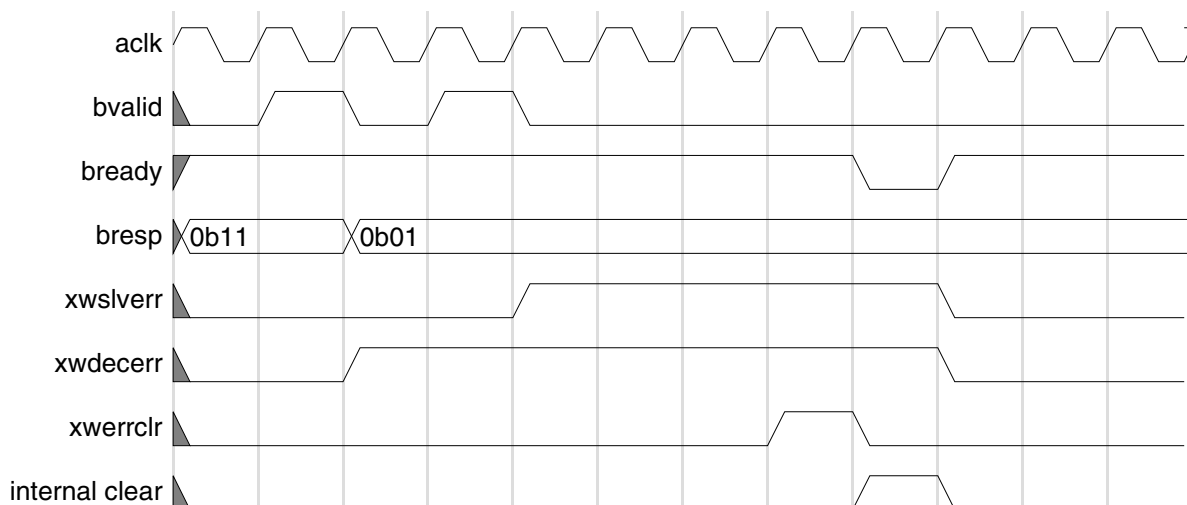 aclk
bvalid
bready
bresp 0b11 0b01
xwslverr
xwdecerr
xwerrclr
internal clear